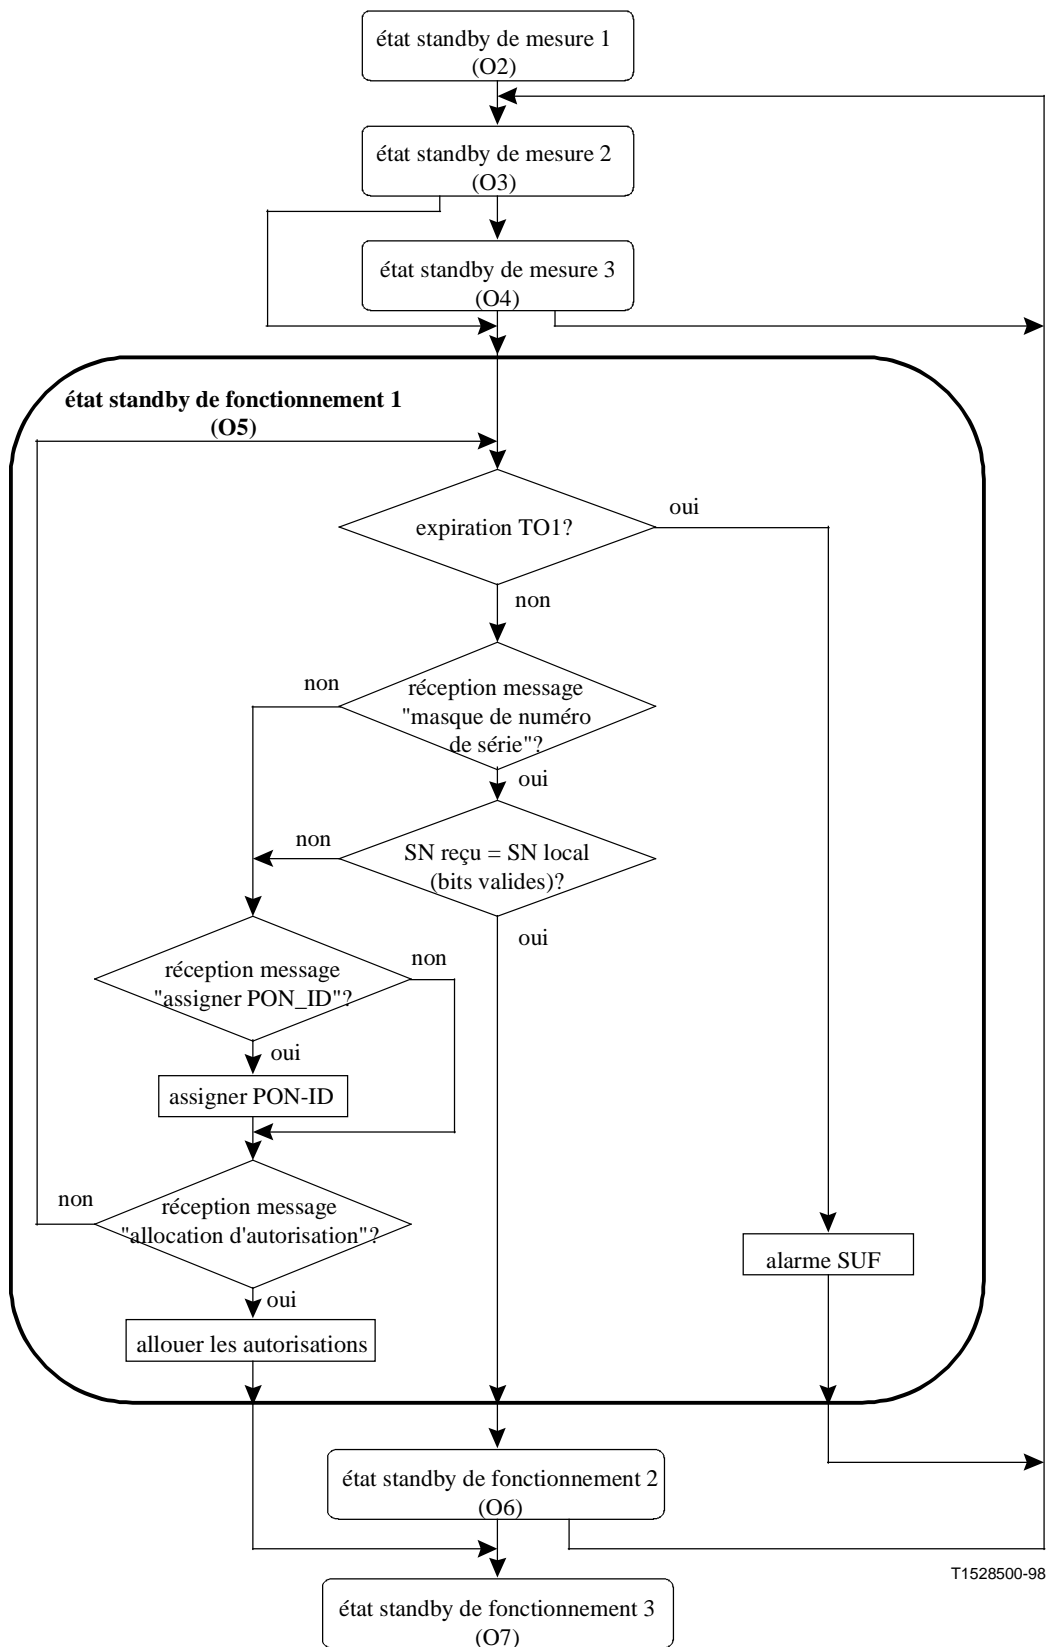 état standby de mesure 1
(O2)
état standby de mesure 2
(O3)
état standby de mesure 3
(O4)
état standby de fonctionnement 1
(O5)
expiration TO1?
oui
non
réception message
"masque de numéro
de série"?
non
oui
SN reçu = SN local
(bits valides)?
non
oui
réception message
"assigner PON_ID"?
non
oui
assigner PON-ID
réception message
"allocation d'autorisation"?
non
oui
alarme SUF
allouer les autorisations
état standby de fonctionnement 2
(O6)
T1528500-98
état standby de fonctionnement 3
(O7)